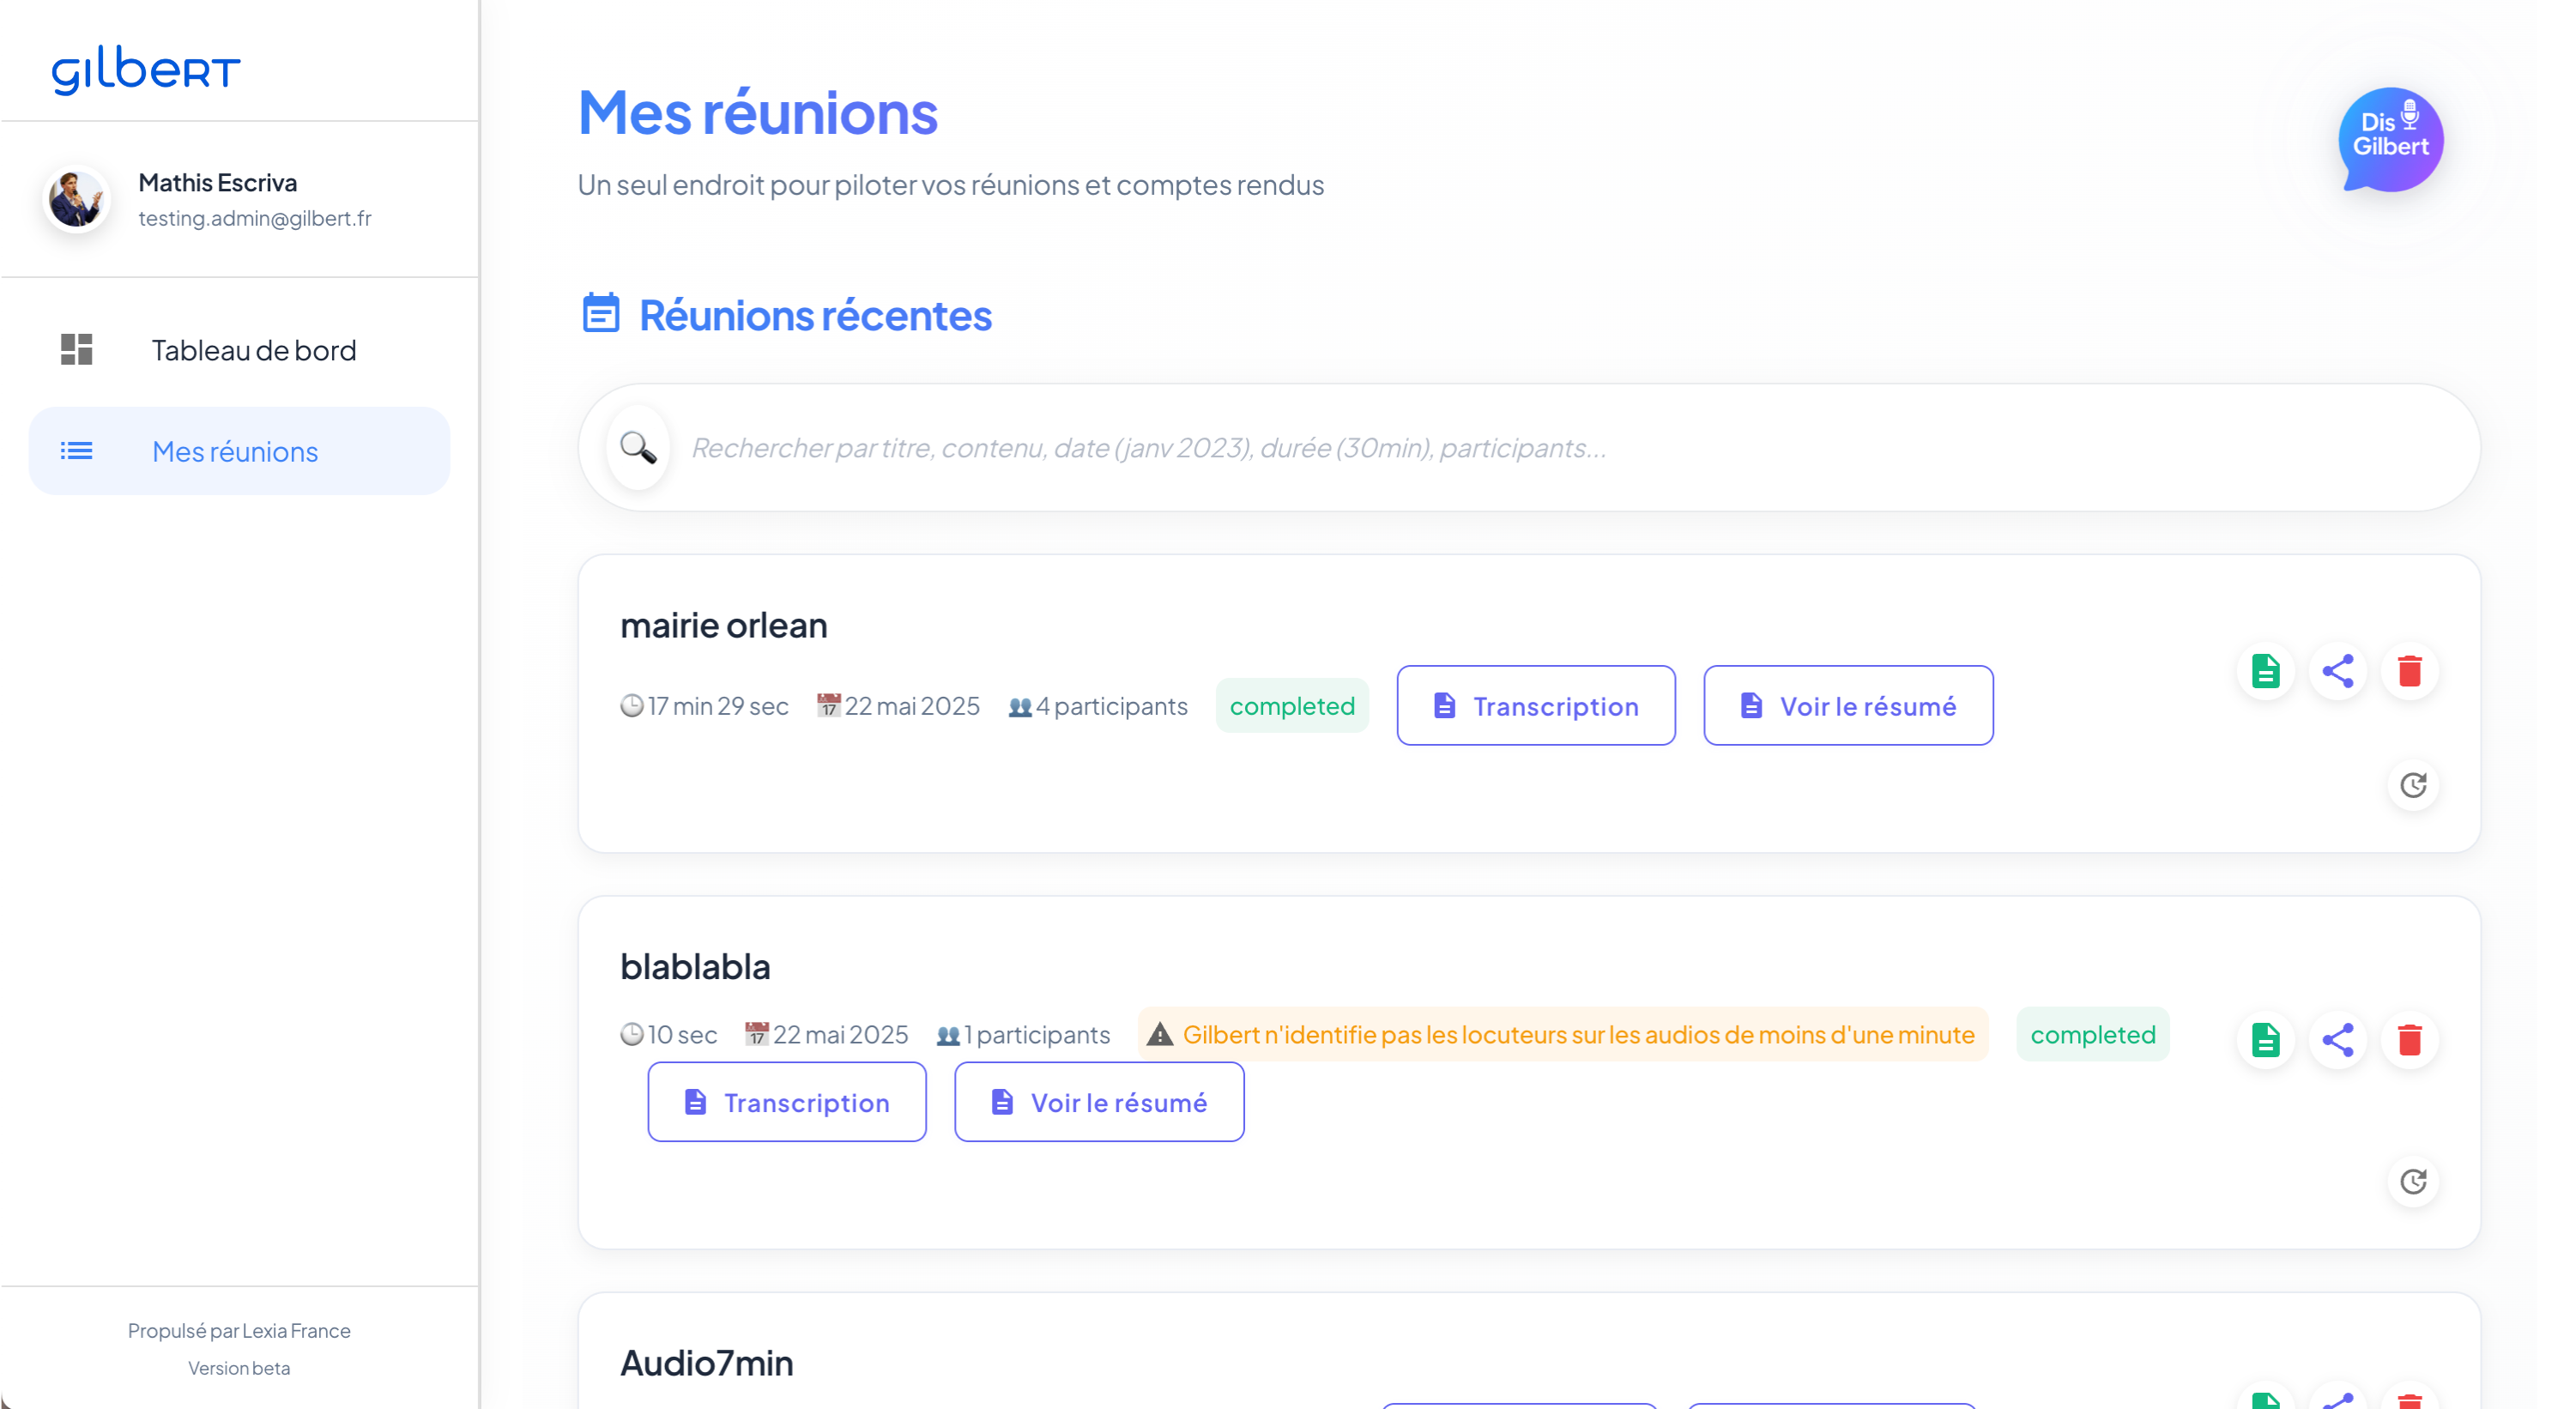 gilbert
Mathis Escriva
testing.admin@gilbert.fr
Tableau de bord
Mes réunions
Propulsé par Lexia France
Version beta
Mes réunions
Un seul endroit pour piloter vos réunions et comptes rendus
Dis
Gilbert
Réunions récentes
Rechercher par titre, contenu, date (janv 2023), durée (30min), participants...
mairie orlean
17 min 29 sec 17 22 mai 2025 4 participants completed Transcription Voir le résumé
blablabla
10 sec 17 22 mai 2025 1 participants Gilbert n'identifie pas les locuteurs sur les audios de moins d'une minute completed
Transcription Voir le résumé
Audio7min